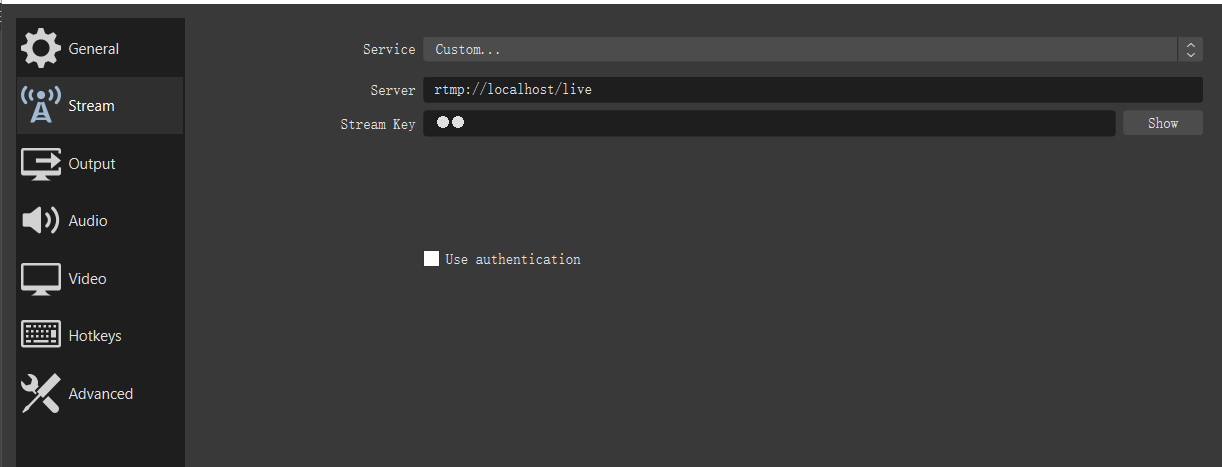 General
Stream
Output
Audio
Video
Hotkeys
Advanced
Service Custom...
Server rtmp://localhost/live
Stream Key ●● Show
Use authentication